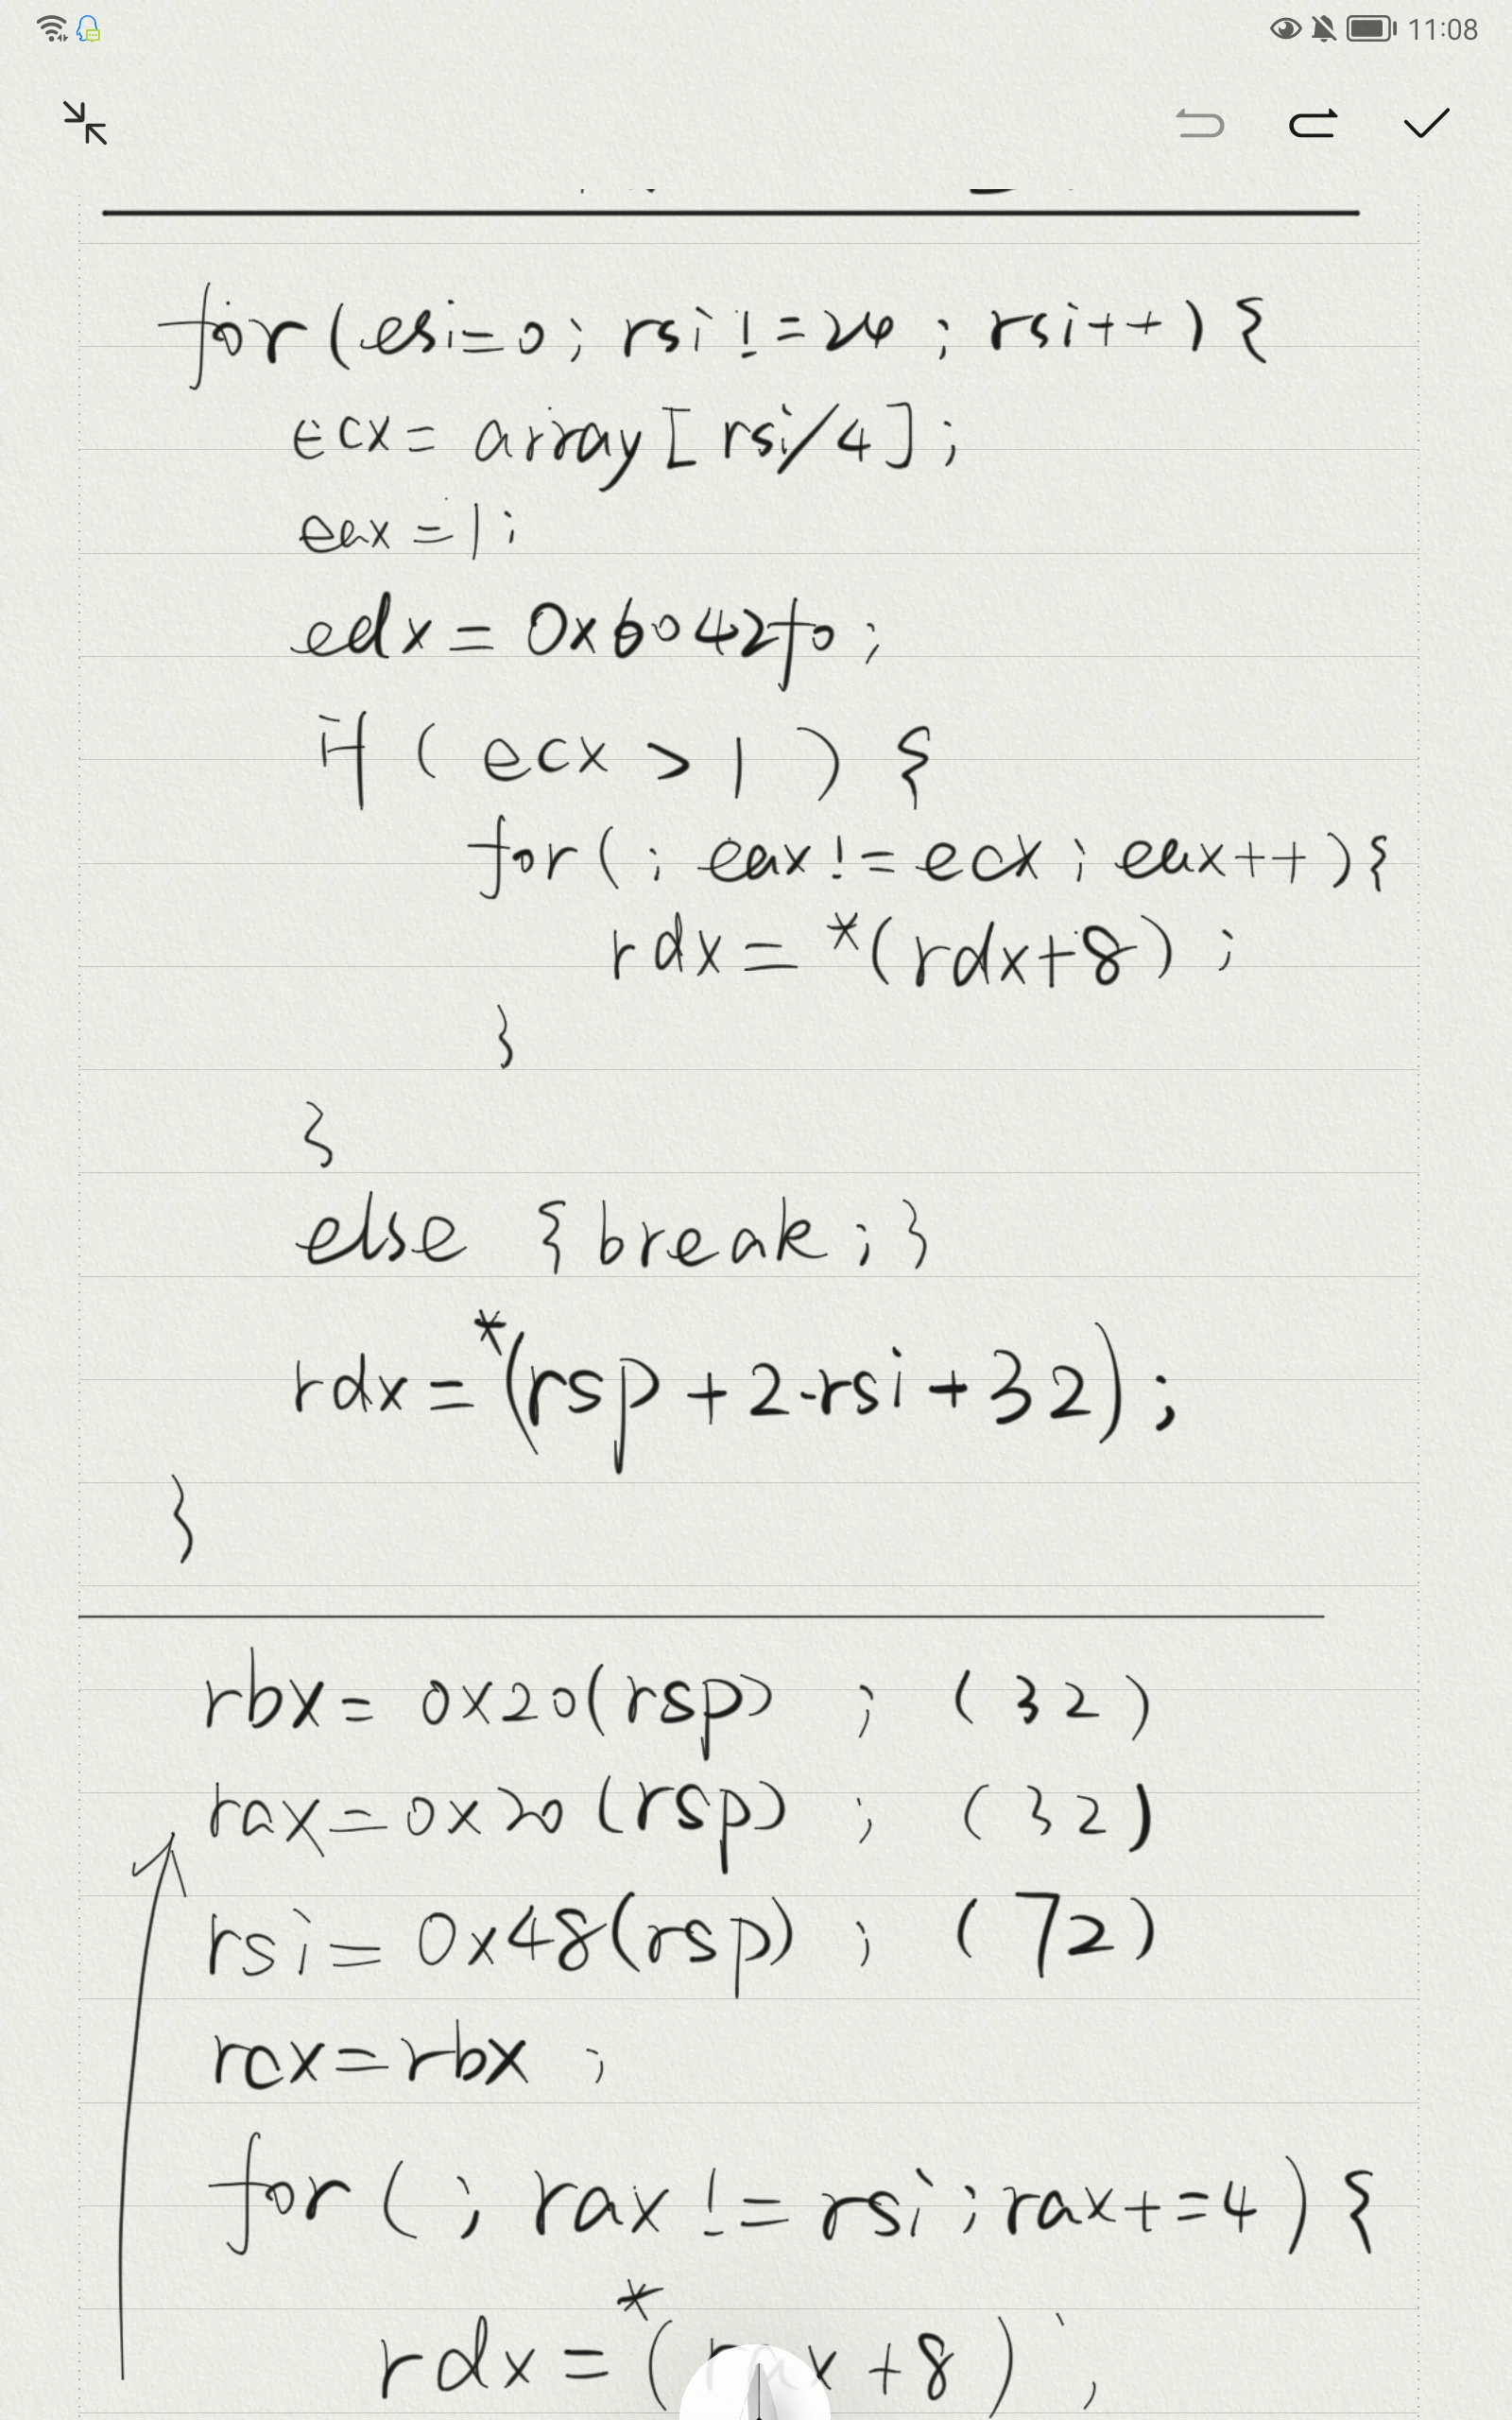 11:08
for(esi=0; rsi!=24; rsi++){
ecx= array[rsi/4];
eax=1;
edx=0x6042f0;
if(ecx>1){
for(; eax!=ecx; eax++){
rdx=*(rdx+8);
}
}
else {break;}
rdx=*(rsp+2·rsi+32);
}
rbx=0x20(rsp); (32)
rax=0x20(rsp); (32)
rsi=0x48(rsp); (72)
rcx=rbx;
for(; rax!=rsi; rax+=4){
rdx=*(rax+8);